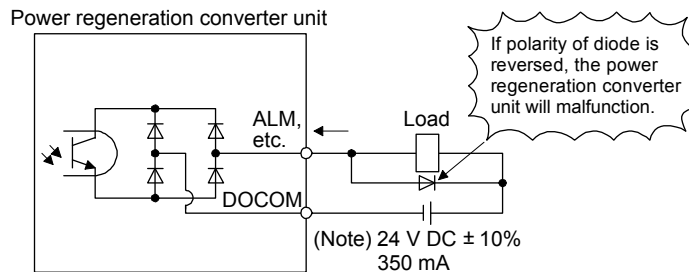 Power regeneration converter unit
If polarity of diode is
reversed, the power
regeneration converter
unit will malfunction.
ALM,
etc.
Load
DOCOM
(Note) 24 V DC ± 10%
350 mA